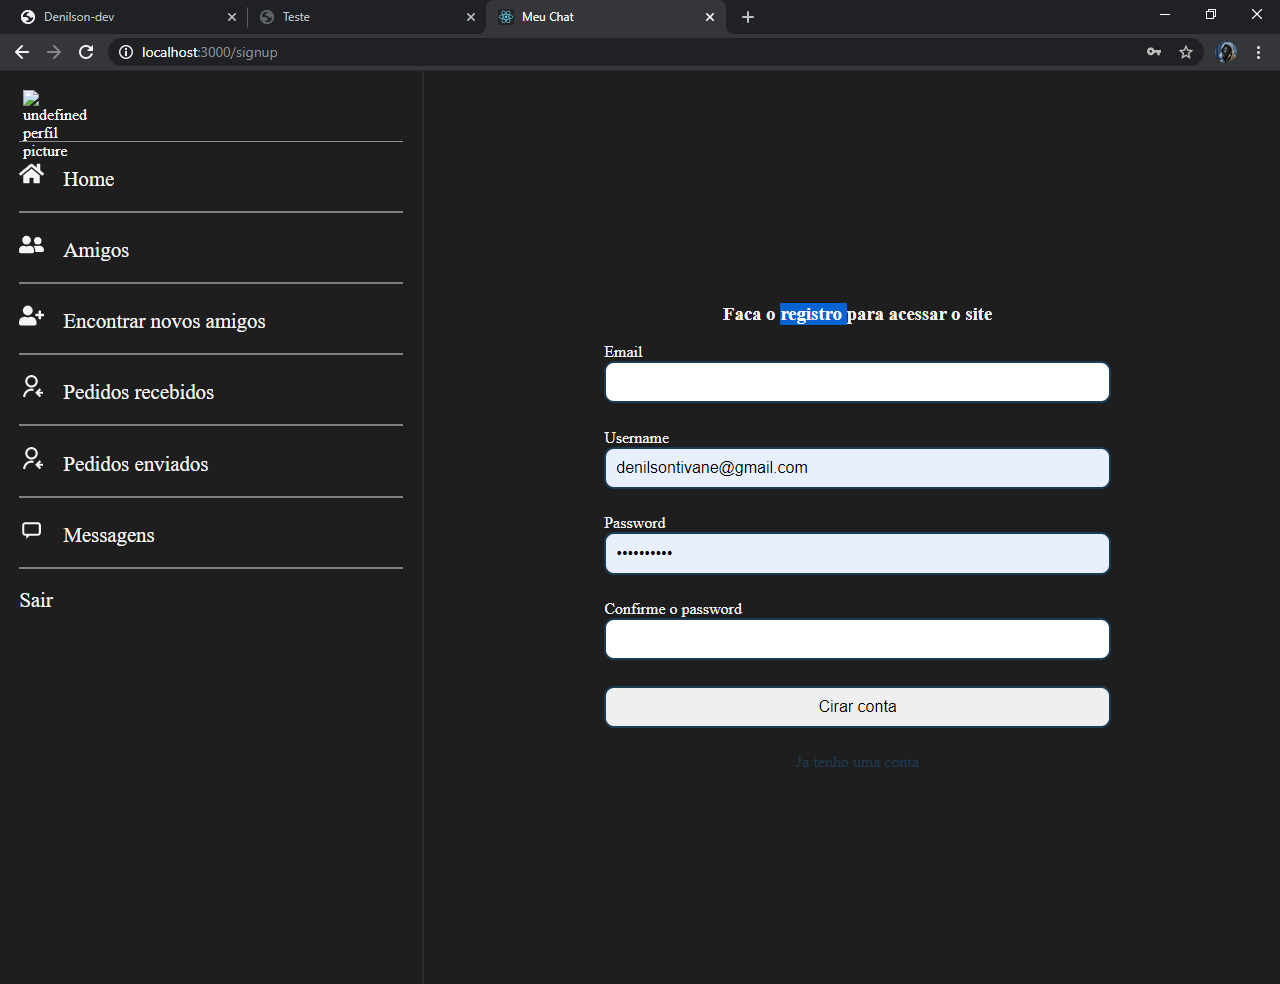 Denilson-dev
Teste
Meu Chat
localhost:3000/signup
undefined
perfil
picture
Home
Amigos
Encontrar novos amigos
Pedidos recebidos
Pedidos enviados
Messagens
Sair
Faca o registro para acessar o site
Email
Username
denilsontivane@gmail.com
Password
••••••••••
Confirme o password
Cirar conta
Ja tenho uma conta